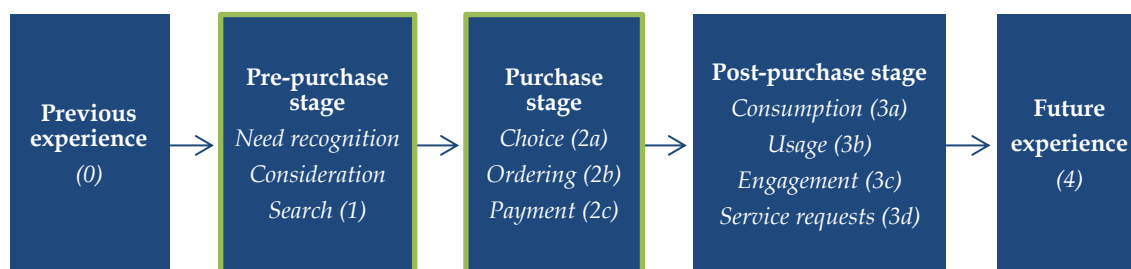 Previous
experience
(0)
Pre-purchase
stage
Need recognition
Consideration
Search (1)
Purchase
stage
Choice (2a)
Ordering (2b)
Payment (2c)
Post-purchase stage
Consumption (3a)
Usage (3b)
Engagement (3c)
Service requests (3d)
Future
experience
(4)